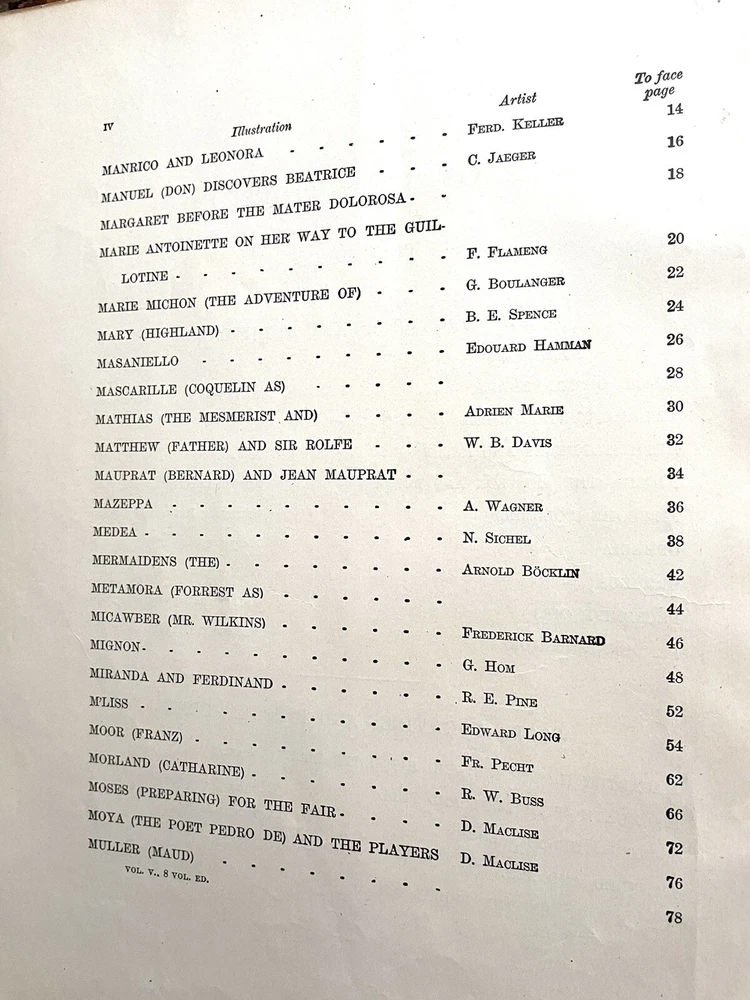 To face
iv Illustration Artist page
MANRICO AND LEONORA - - - - FERD. KELLER 14
MANUEL (DON) DISCOVERS BEATRICE - - - C. JAEGER 16
MARGARET BEFORE THE MATER DOLOROSA - - 18
MARIE ANTOINETTE ON HER WAY TO THE GUIL-
LOTINE - - - - - - - - - F. FLAMENG 20
MARIE MICHON (THE ADVENTURE OF) - - - G. BOULANGER 22
MARY (HIGHLAND) - - - - - - - - B. E. SPENCE 24
MASANIELLO - - - - - - - - - EDOUARD HAMMAN 26
MASCARILLE (COQUELIN AS) - - - - - 28
MATHIAS (THE MESMERIST AND) - - - - ADRIEN MARIE 30
MATTHEW (FATHER) AND SIR ROLFE - - - W. B. DAVIS 32
MAUPRAT (BERNARD) AND JEAN MAUPRAT - - 34
MAZEPPA - - - - - - - - - - A. WAGNER 36
MEDEA - - - - - - - - - - - N. SICHEL 38
MERMAIDENS (THE) - - - - - - - - ARNOLD BÖCKLIN 42
METAMORA (FORREST AS) - - - - - - 44
MICAWBER (MR. WILKINS) - - - - - - FREDERICK BARNARD 46
MIGNON - - - - - - - - - - - G. HOM 48
MIRANDA AND FERDINAND - - - - - - R. E. PINE 52
M'LISS - - - - - - - - - - - EDWARD LONG 54
MOOR (FRANZ) - - - - - - - - - FR. PECHT 62
MORLAND (CATHARINE) - - - - - - - R. W. BUSS 66
MOSES (PREPARING) FOR THE FAIR - - - - D. MACLISE 72
MOYA (THE POET PEDRO DE) AND THE PLAYERS D. MACLISE 76
MULLER (MAUD) - - - - - - - - 78
VOL. V., 8 VOL. ED.